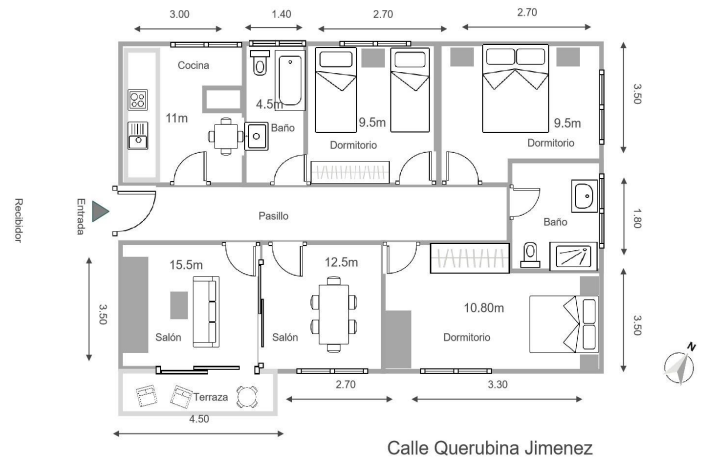 3.00
1.40
2.70
2.70
Cocina
11m
4.5m
Baño
9.5m
Dormitorio
9.5m
Dormitorio
3.50
Recibidor
Entrada
Pasillo
Baño
1.80
15.5m
Salón
12.5m
Salón
10.80m
Dormitorio
3.50
3.50
Terraza
4.50
2.70
3.30
N
Calle Querubina Jimenez